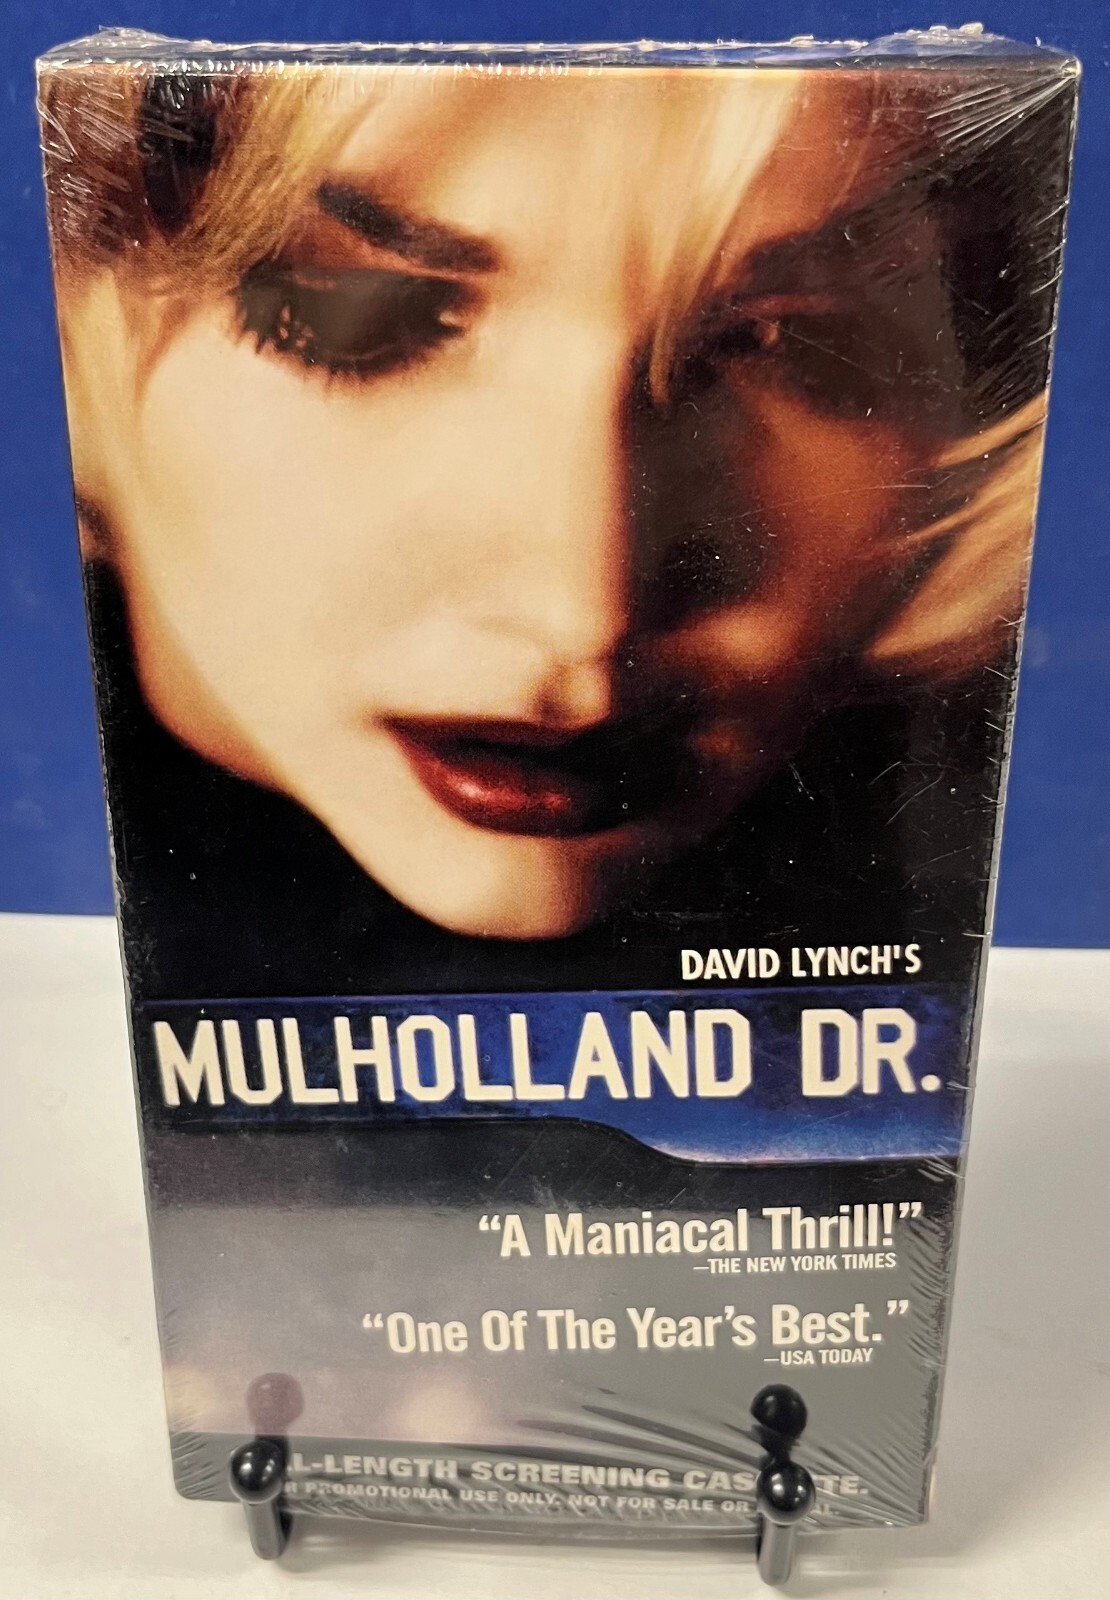 DAVID LYNCH'S
MULHOLLAND DR.
“A Maniacal Thrill!”
—THE NEW YORK TIMES
“One Of The Year's Best.”
—USA TODAY
SCREENING
PROMOTIONAL USE ONLY. NOT FOR SALE OR